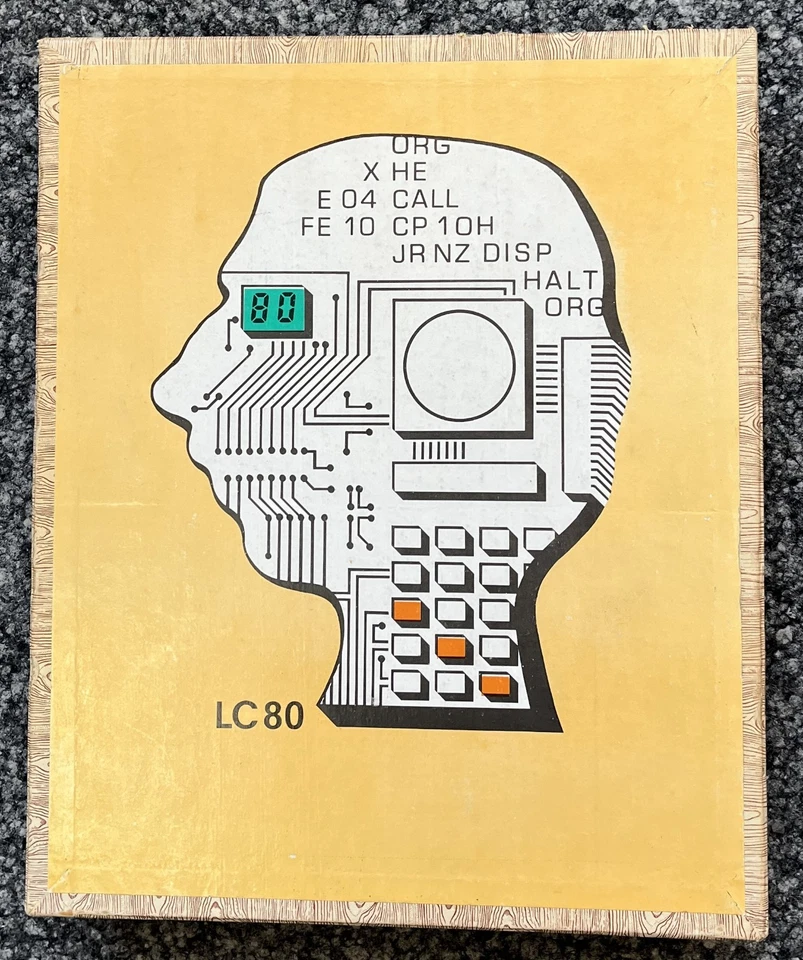 ORG
X HE
E 04 CALL
FE 10 CP 10H
JR NZ DISP
HALT
ORG
80
LC 80